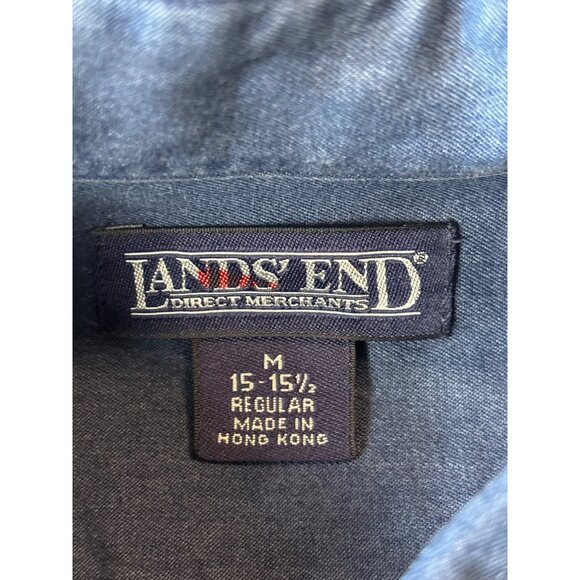 LANDS' END®
DIRECT MERCHANTS
M
15-15½
REGULAR
MADE IN
HONG KONG